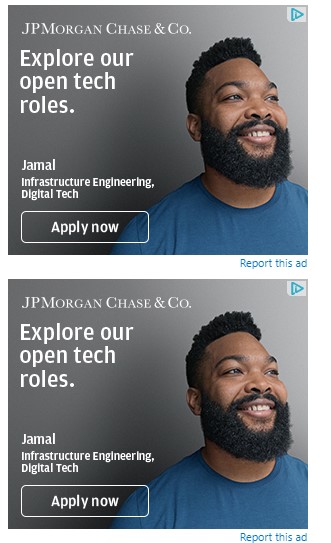 JPMORGAN CHASE & CO.
Explore our
open tech
roles.
Jamal
Infrastructure Engineering,
Digital Tech
Apply now
Report this ad
JPMORGAN CHASE & CO.
Explore our
open tech
roles.
Jamal
Infrastructure Engineering,
Digital Tech
Apply now
Report this ad